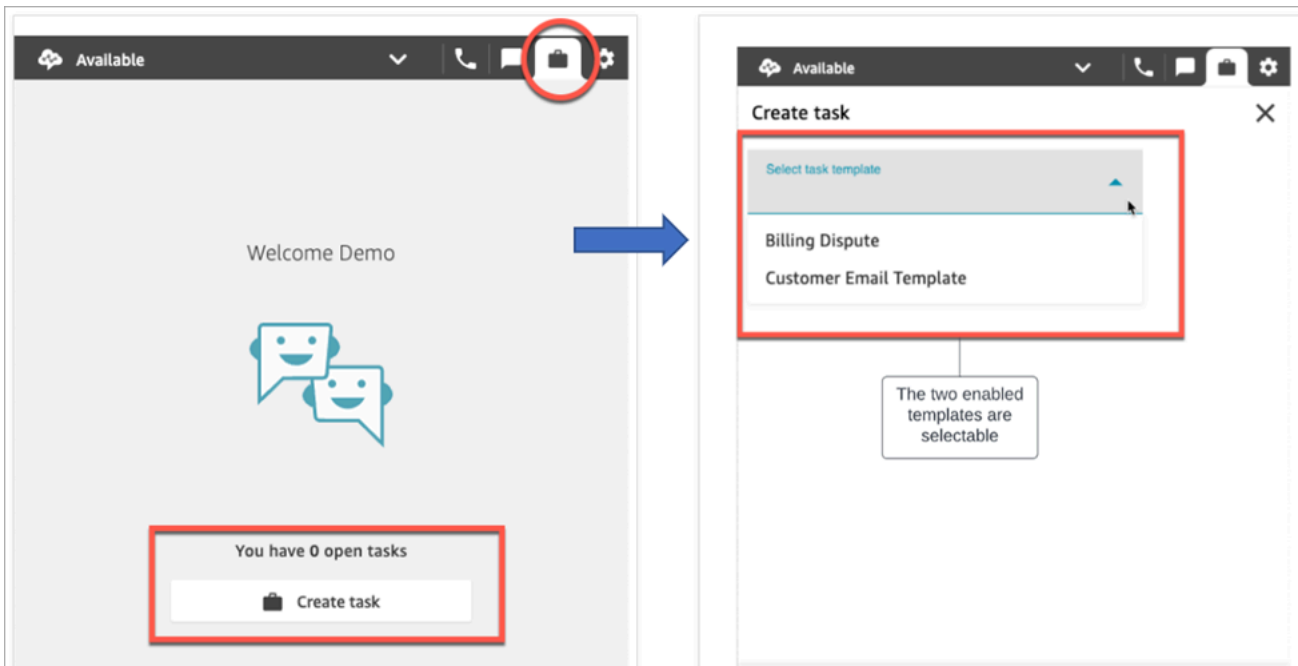 Available
Welcome Demo
You have 0 open tasks
Create task
Available
Create task
Select task template
Billing Dispute
Customer Email Template
The two enabled
templates are
selectable